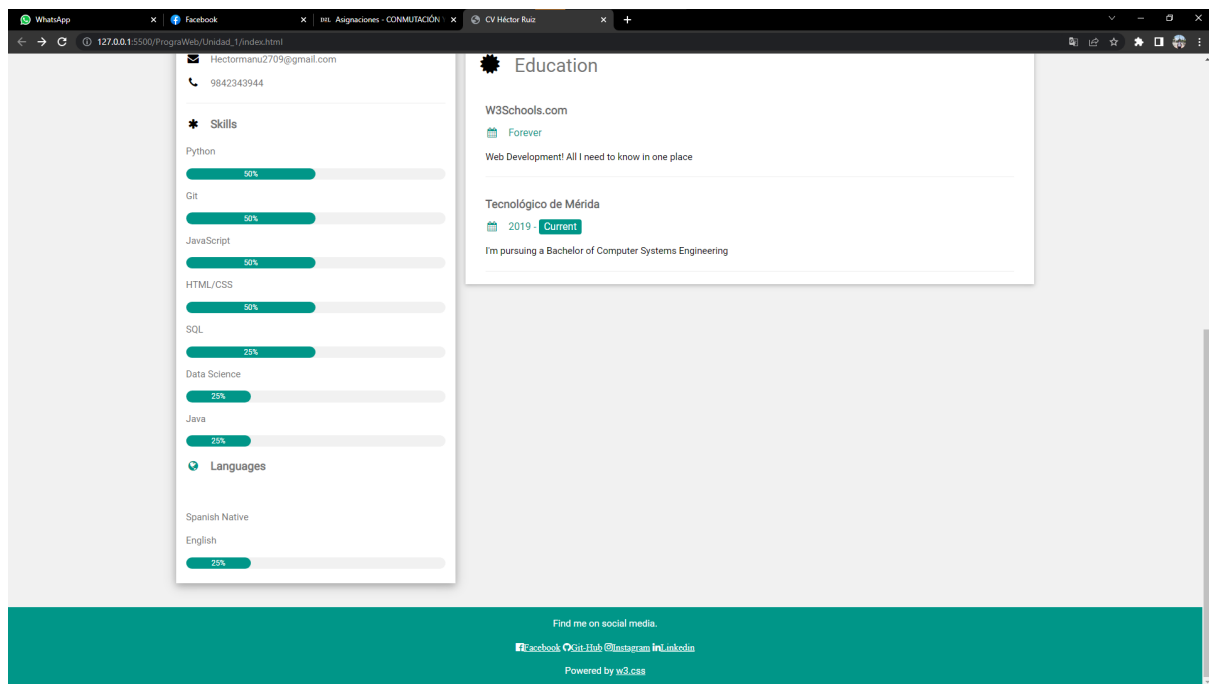 WhatsApp
Facebook
Asignaciones - CONMUTACIÓN
CV Héctor Ruiz
127.0.0.1:5500/PrograWeb/Unidad_1/index.html
Hectormanu2709@gmail.com
9842343944
Skills
Python
50%
Git
50%
JavaScript
50%
HTML/CSS
50%
SQL
25%
Data Science
25%
Java
25%
Languages
Spanish Native
English
25%
Education
W3Schools.com
Forever
Web Development! All I need to know in one place
Tecnológico de Mérida
2019 - Current
I'm pursuing a Bachelor of Computer Systems Engineering
Find me on social media.
Facebook Git-Hub Instagram Linkedin
Powered by w3.css